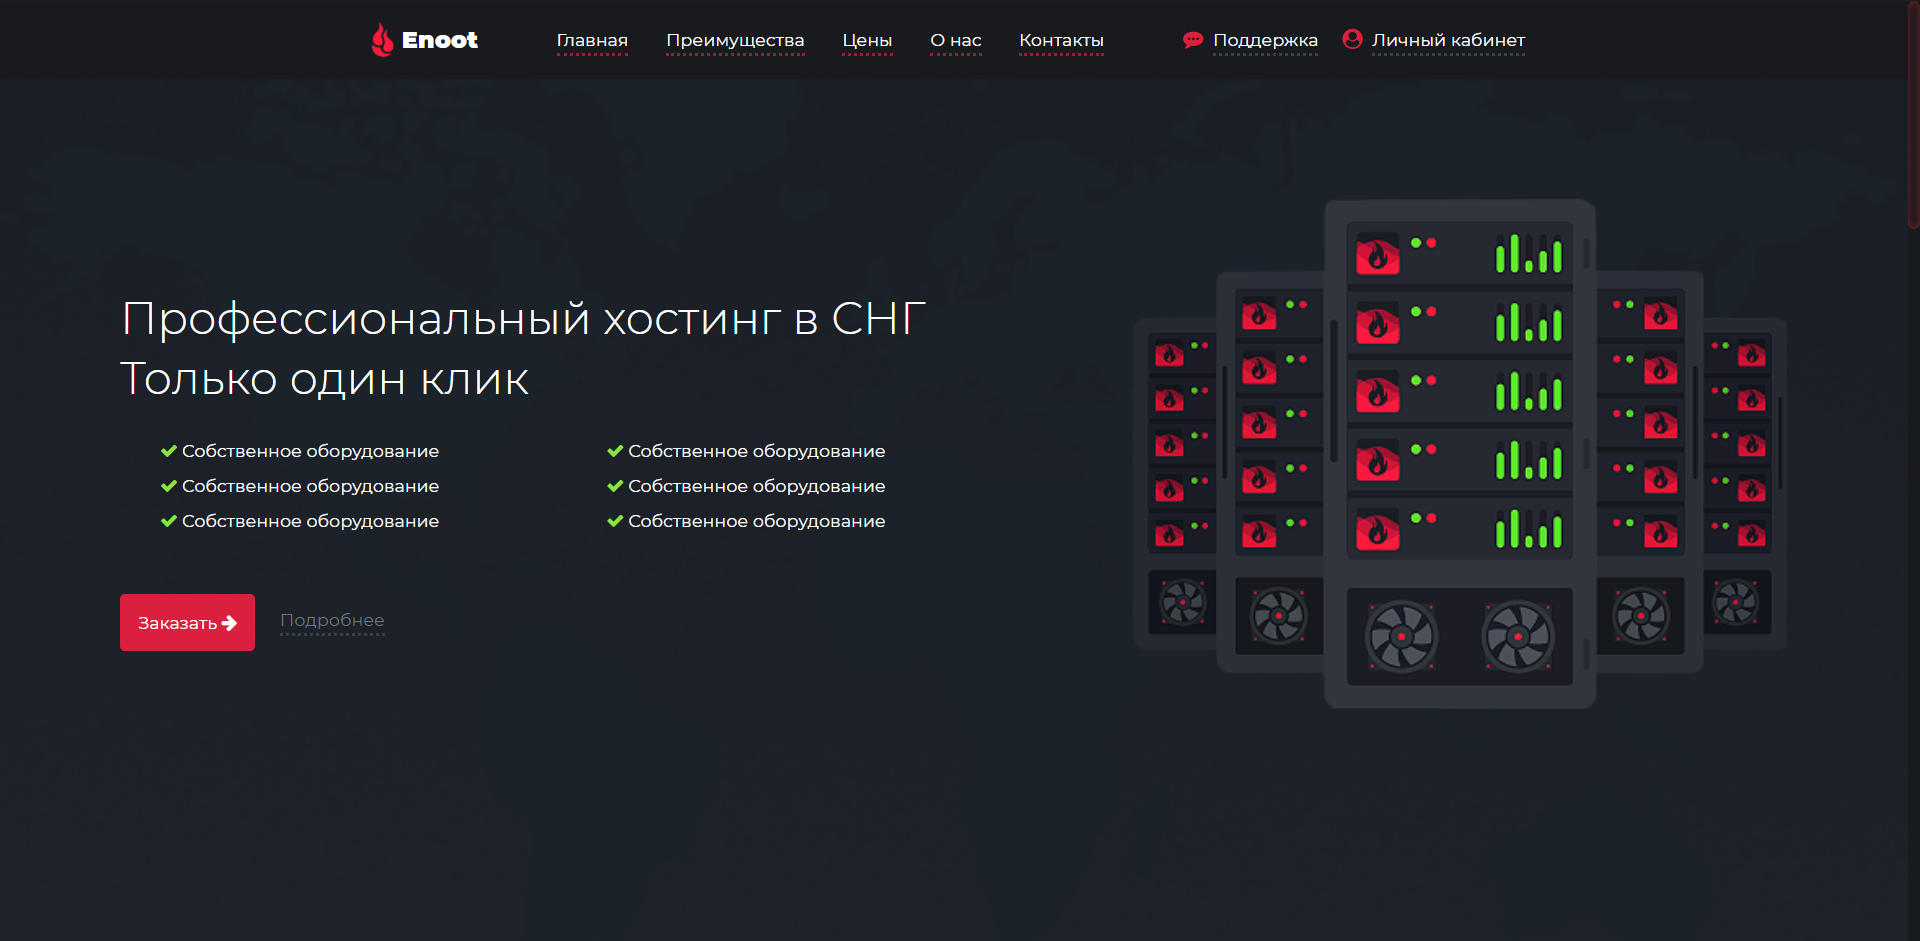 Enoot Главная Преимущества Цены О нас Контакты Поддержка Личный кабинет
Профессиональный хостинг в СНГ
Только один клик
Собственное оборудование Собственное оборудование
Собственное оборудование Собственное оборудование
Собственное оборудование Собственное оборудование
Заказать Подробнее